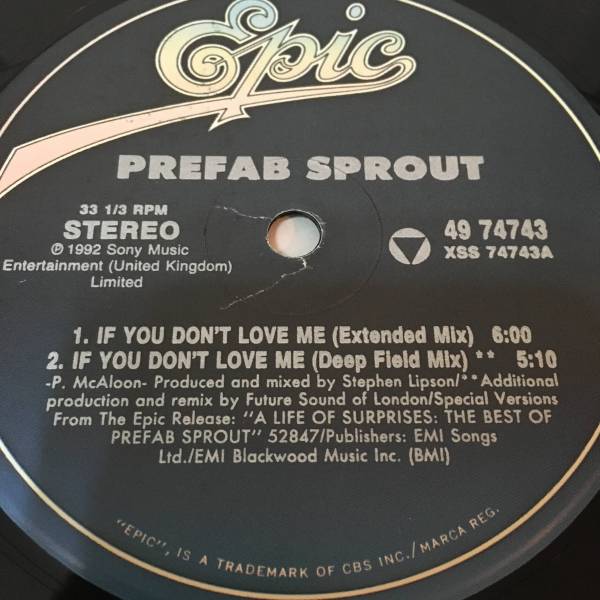 Epic
PREFAB SPROUT
33 1/3 RPM
STEREO
℗ 1992 Sony Music
Entertainment (United Kingdom)
Limited
49 74743
XSS 74743A
1. IF YOU DON'T LOVE ME (Extended Mix) 6:00
2. IF YOU DON'T LOVE ME (Deep Field Mix) ** 5:10
-P. McAloon- Produced and mixed by Stephen Lipson/**Additional
production and remix by Future Sound of London/Special Versions
From The Epic Release: "A LIFE OF SURPRISES: THE BEST OF
PREFAB SPROUT" 52847/Publishers: EMI Songs
Ltd./EMI Blackwood Music Inc. (BMI)
"EPIC", IS A TRADEMARK OF CBS INC./MARCA REG.